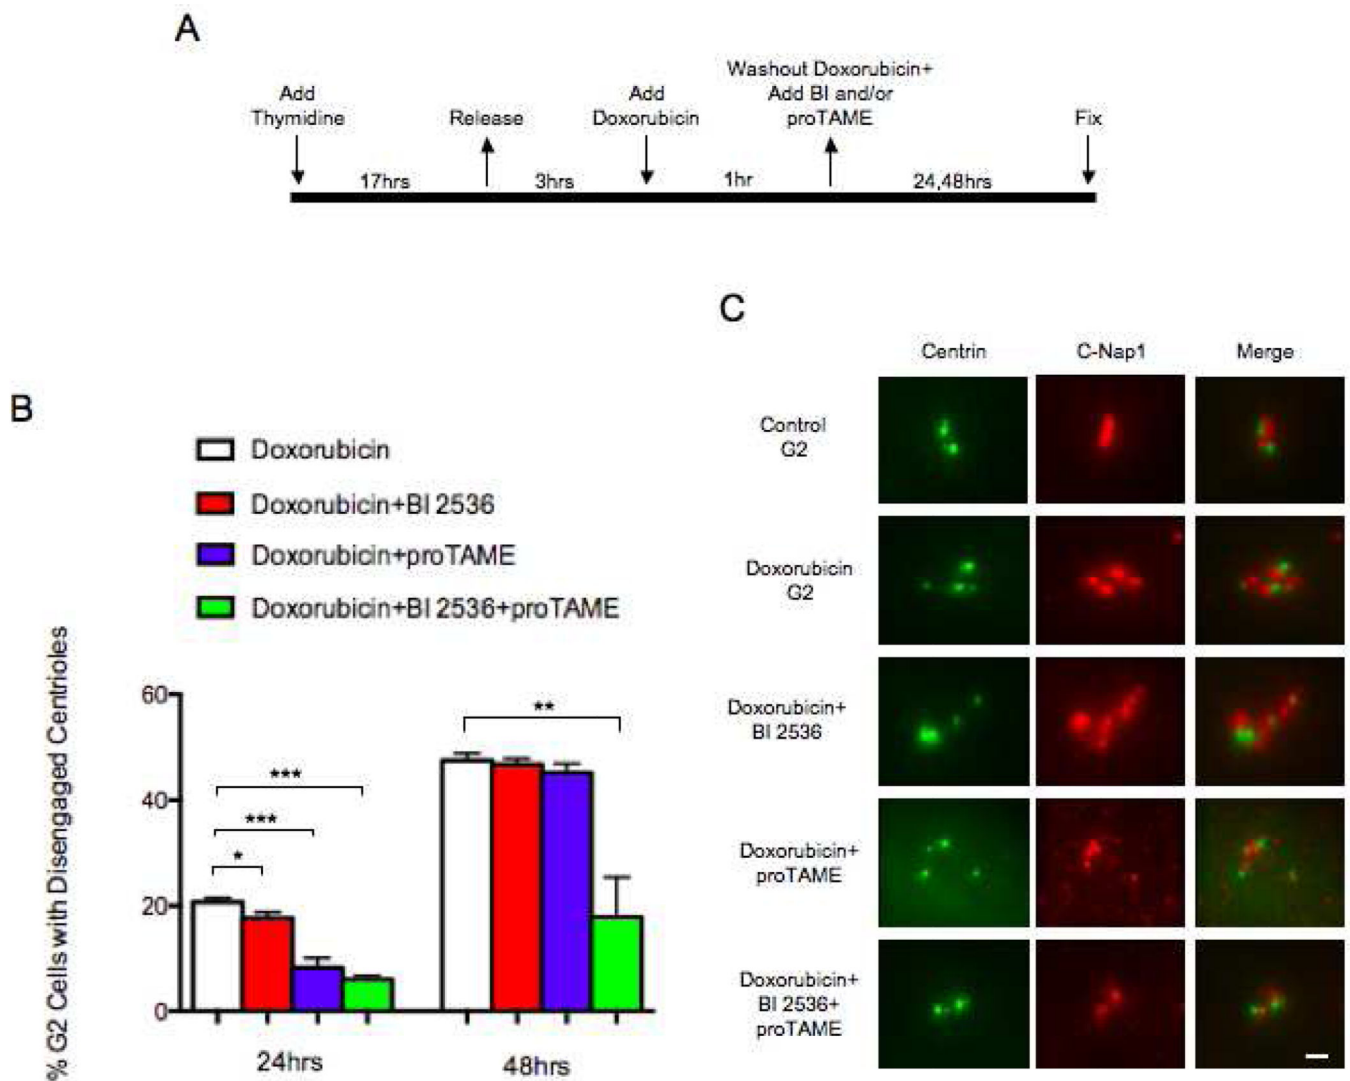 A
Add
Thymidine
Release
Add
Doxorubicin
Washout Doxorubicin+
Add BI and/or
proTAME
Fix
17hrs
3hrs
1hr
24,48hrs
B
Doxorubicin
Doxorubicin+BI 2536
Doxorubicin+proTAME
Doxorubicin+BI 2536+proTAME
% G2 Cells with Disengaged Centrioles
60
40
20
0
***
***
*
**
24hrs
48hrs
C
Centrin
C-Nap1
Merge
Control
G2
Doxorubicin
G2
Doxorubicin+
BI 2536
Doxorubicin+
proTAME
Doxorubicin+
BI 2536+
proTAME